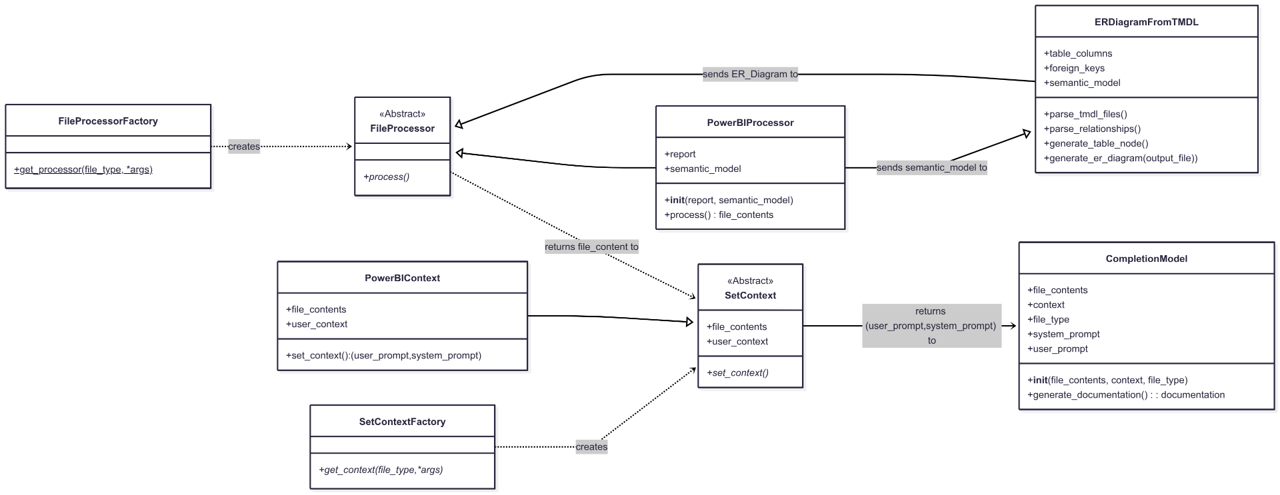 ERDiagramFromTMDL
+table_columns
+foreign_keys
+semantic_model
+parse_tmdl_files()
+parse_relationships()
+generate_table_node()
+generate_er_diagram(output_file))
sends ER_Diagram to
FileProcessorFactory
+get_processor(file_type, *args)
creates
«Abstract»
FileProcessor
+process()
PowerBIProcessor
+report
+semantic_model
+init(report, semantic_model)
+process() : file_contents
sends semantic_model to
returns file_content to
PowerBIContext
+file_contents
+user_context
+set_context():(user_prompt,system_prompt)
«Abstract»
SetContext
+file_contents
+user_context
+set_context()
returns
(user_prompt,system_prompt)
to
CompletionModel
+file_contents
+context
+file_type
+system_prompt
+user_prompt
+init(file_contents, context, file_type)
+generate_documentation() : : documentation
SetContextFactory
+get_context(file_type,*args)
creates